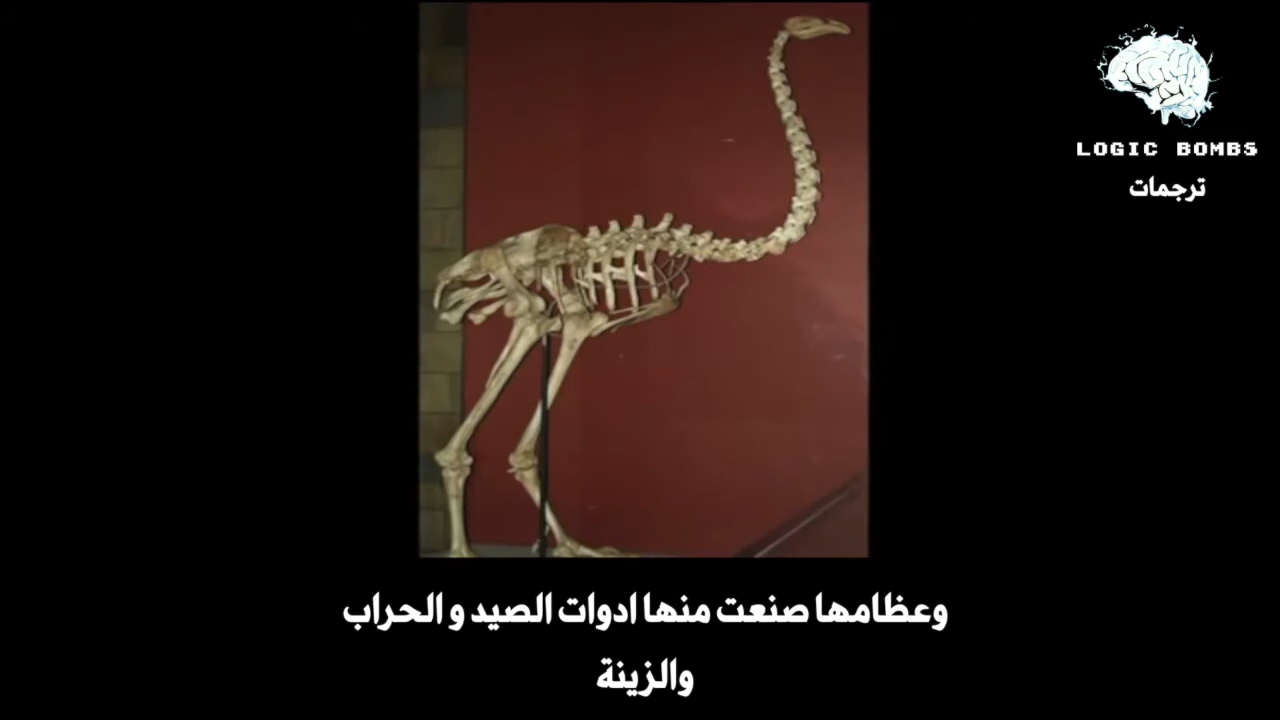 LOGIC BOMBS
ترجمات
وعظامها صنعت منها ادوات الصيد و الحراب
والزينة